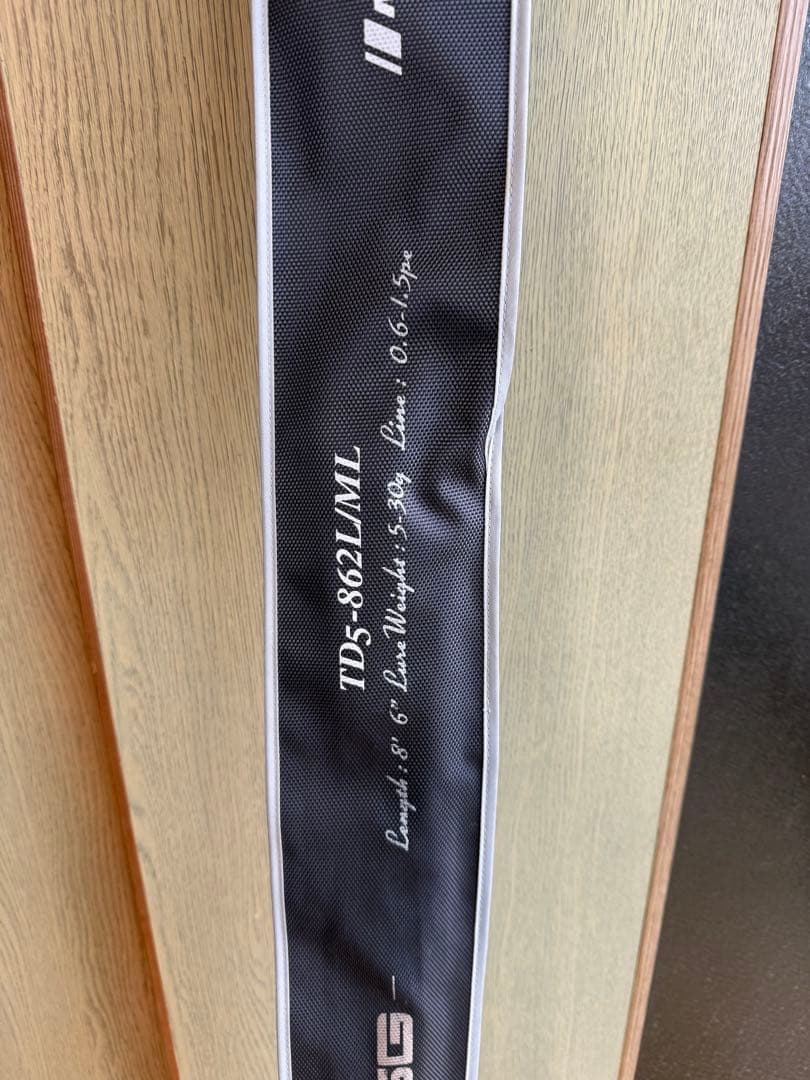 TD5-862L/ML
Length : 8' 6" Lure Weight : 5-30g Line : 0.6-1.5pe